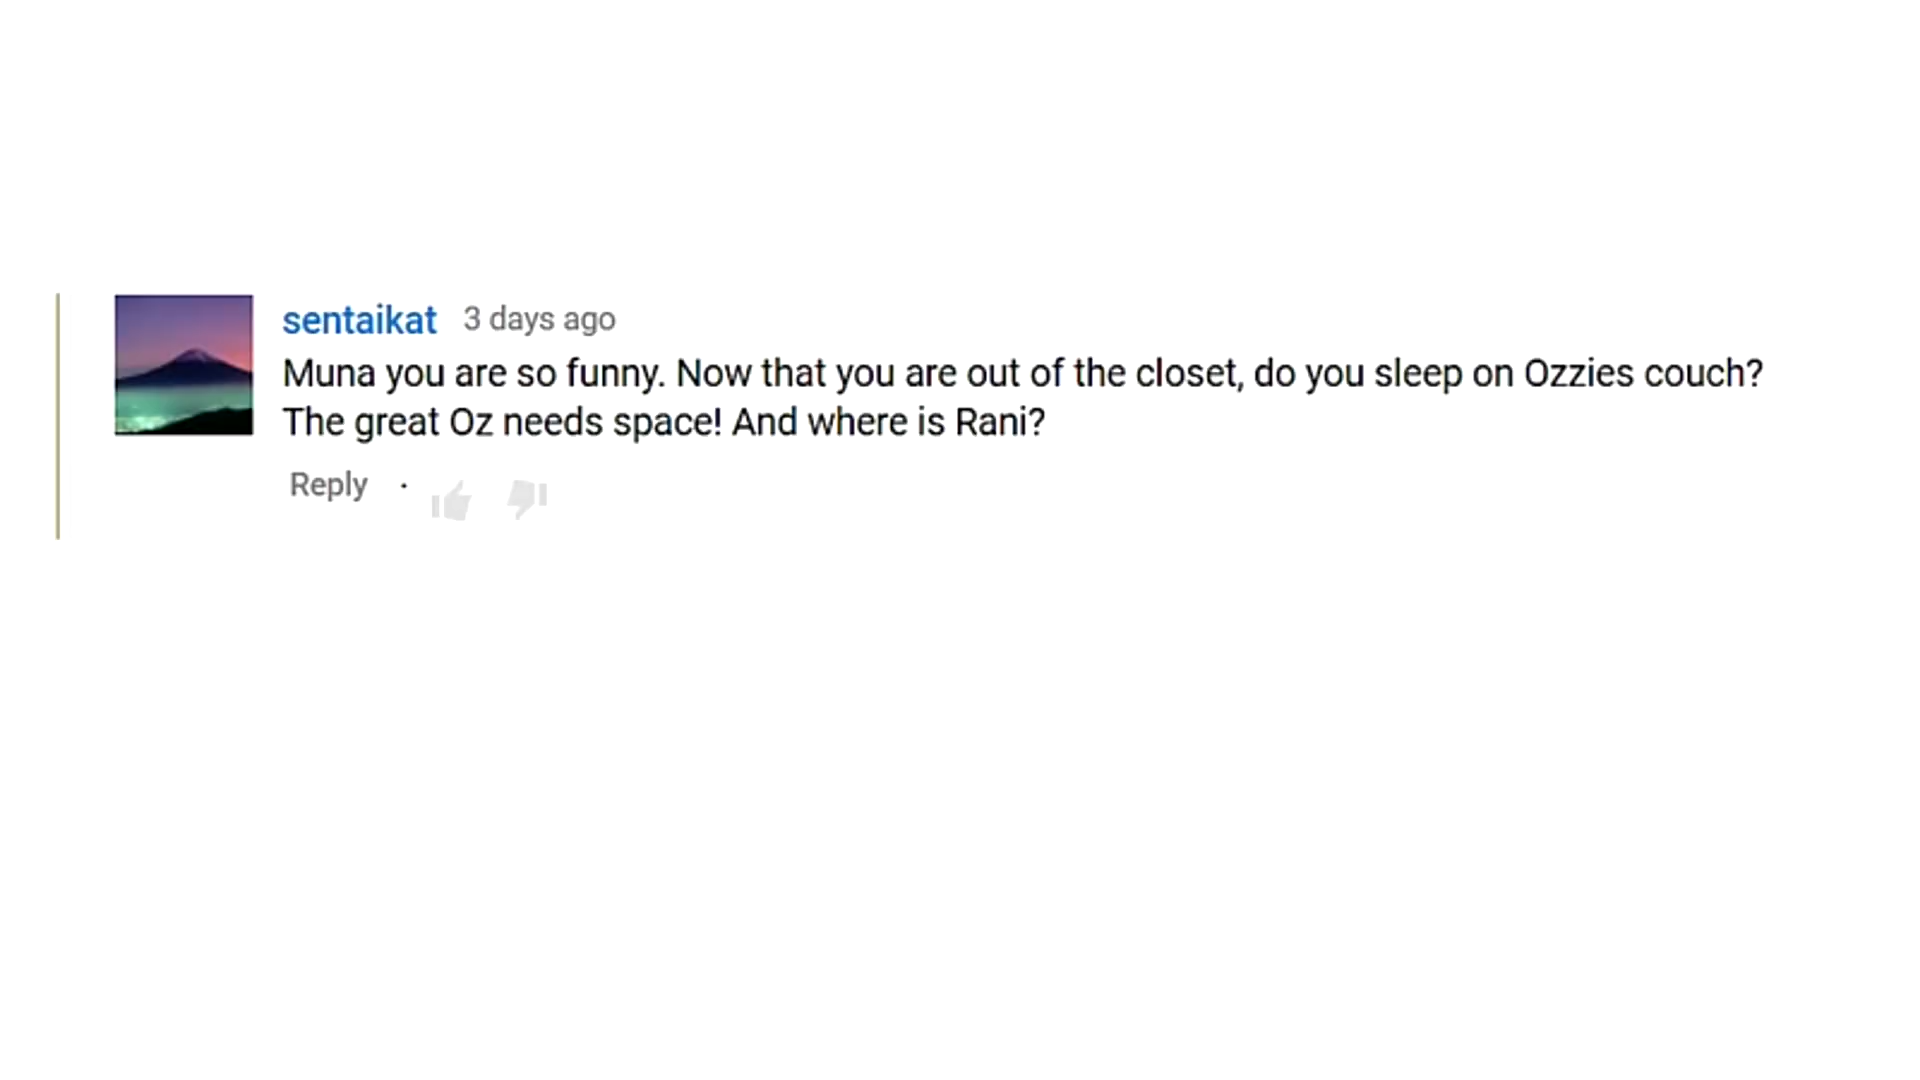 sentaikat 3 days ago
Muna you are so funny. Now that you are out of the closet, do you sleep on Ozzies couch?
The great Oz needs space! And where is Rani?
Reply ·